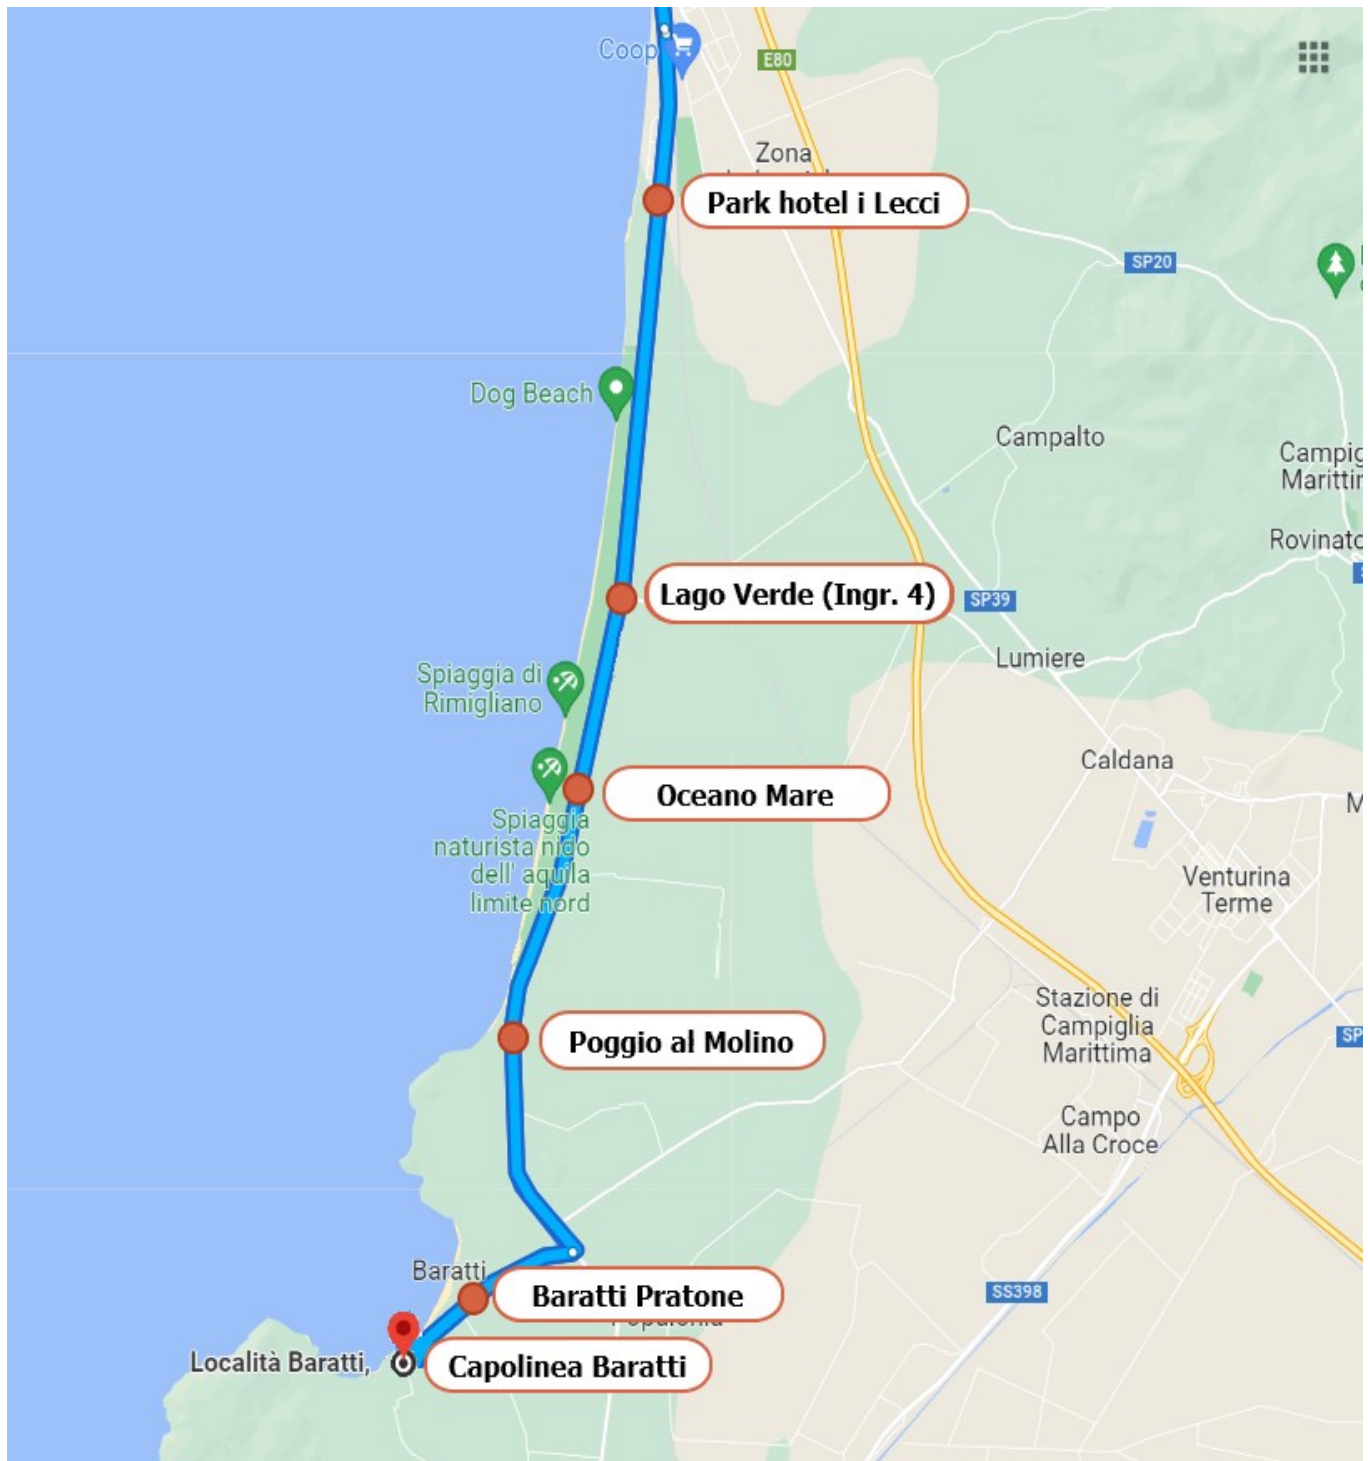 Coop
E80
Zona
Park hotel i Lecci
SP20
Dog Beach
Campalto
Rovinato
Lago Verde (Ingr. 4)
SP39
Lumiere
Spiaggia di
Rimigliano
Caldana
Oceano Mare
Spiaggia
naturista nido
dell' aquila
limite nord
Venturina
Terme
Stazione di
Campiglia
Marittima
Poggio al Molino
SP
Campo
Alla Croce
Baratti
Baratti Pratone
SS398
Località Baratti,
Capolinea Baratti